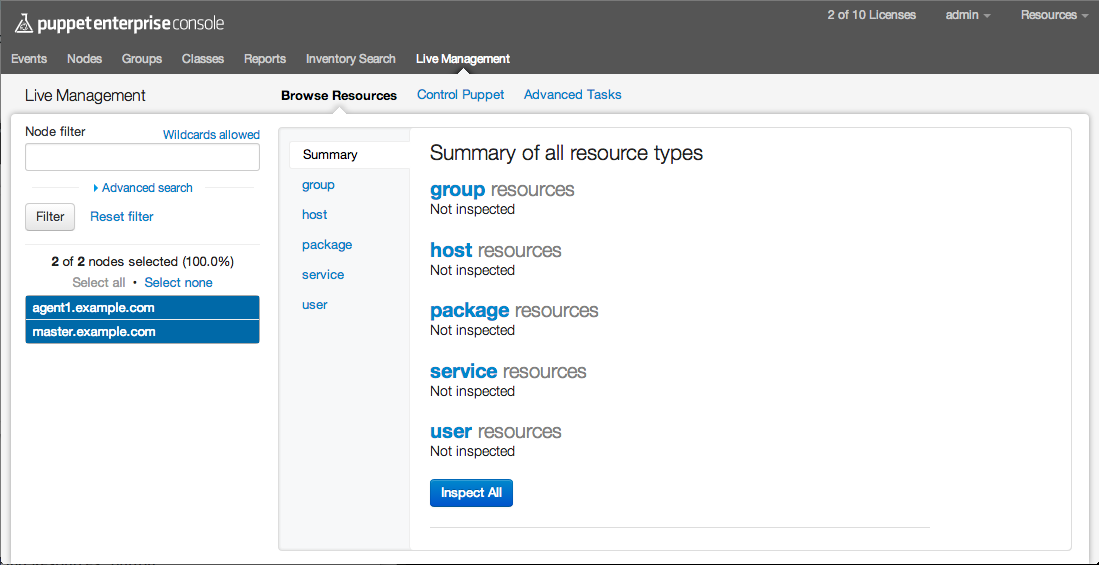 puppet enterprise console
2 of 10 Licenses
admin
Resources
Events
Nodes
Groups
Classes
Reports
Inventory Search
Live Management
Live Management
Browse Resources
Control Puppet
Advanced Tasks
Node filter
Wildcards allowed
Advanced search
Filter
Reset filter
2 of 2 nodes selected (100.0%)
Select all • Select none
agent1.example.com
master.example.com
Summary
group
host
package
service
user
Summary of all resource types
group resources
Not inspected
host resources
Not inspected
package resources
Not inspected
service resources
Not inspected
user resources
Not inspected
Inspect All